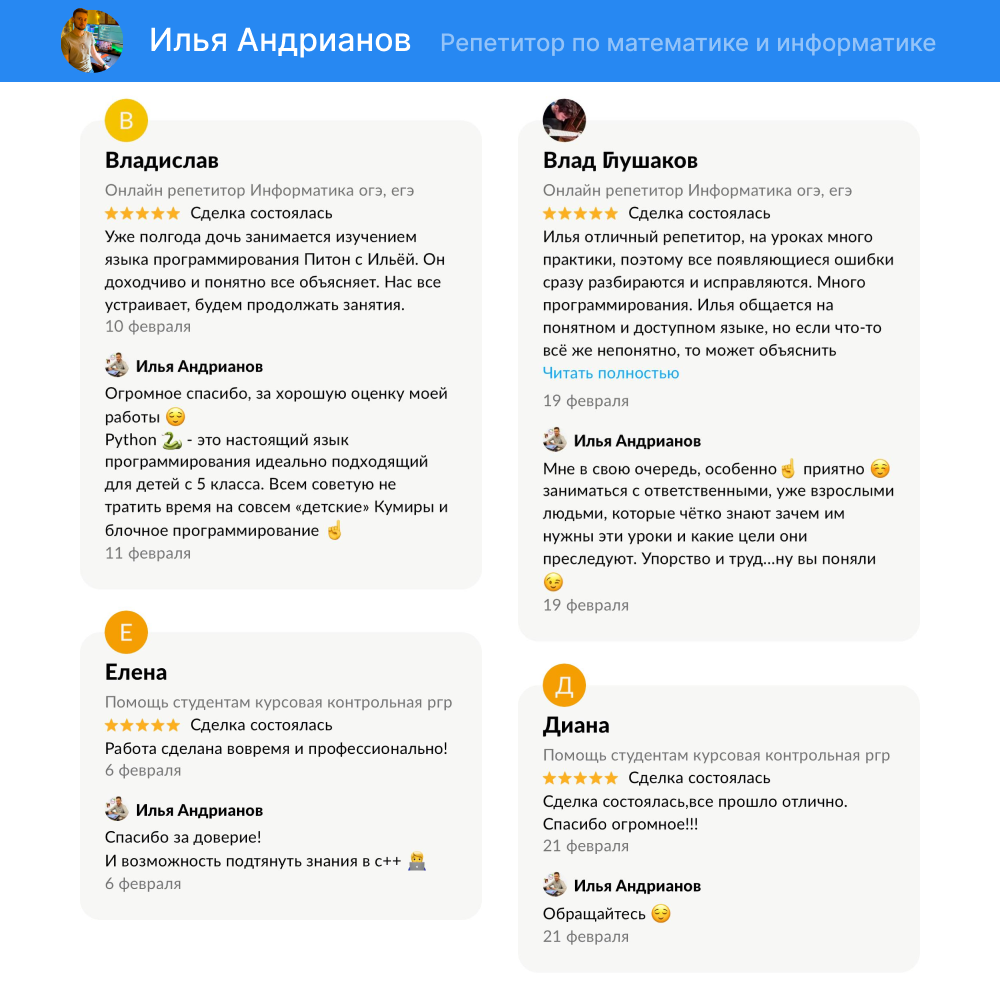 Илья Андрианов Репетитор по математике и информатике
В
Владислав
Онлайн репетитор Информатика огэ, егэ
Сделка состоялась
Уже полгода дочь занимается изучением
языка программирования Питон с Ильёй. Он
доходчиво и понятно все объясняет. Нас все
устраивает, будем продолжать занятия.
10 февраля
Илья Андрианов
Огромное спасибо, за хорошую оценку моей
работы 😌
Python 🐍 - это настоящий язык
программирования идеально подходящий
для детей с 5 класса. Всем советую не
тратить время на совсем «детские» Кумиры и
блочное программирование ☝️
11 февраля
Е
Елена
Помощь студентам курсовая контрольная ргр
Сделка состоялась
Работа сделана вовремя и профессионально!
6 февраля
Илья Андрианов
Спасибо за доверие!
И возможность подтянуть знания в с++ 🧑‍💻
6 февраля
Влад Глушаков
Онлайн репетитор Информатика огэ, егэ
Сделка состоялась
Илья отличный репетитор, на уроках много
практики, поэтому все появляющиеся ошибки
сразу разбираются и исправляются. Много
программирования. Илья общается на
понятном и доступном языке, но если что-то
всё же непонятно, то может объяснить
Читать полностью
19 февраля
Илья Андрианов
Мне в свою очередь, особенно☝️ приятно ☺️
заниматься с ответственными, уже взрослыми
людьми, которые чётко знают зачем им
нужны эти уроки и какие цели они
преследуют. Упорство и труд...ну вы поняли
😉
19 февраля
Д
Диана
Помощь студентам курсовая контрольная ргр
Сделка состоялась
Сделка состоялась,все прошло отлично.
Спасибо огромное!!!
21 февраля
Илья Андрианов
Обращайтесь 😌
21 февраля